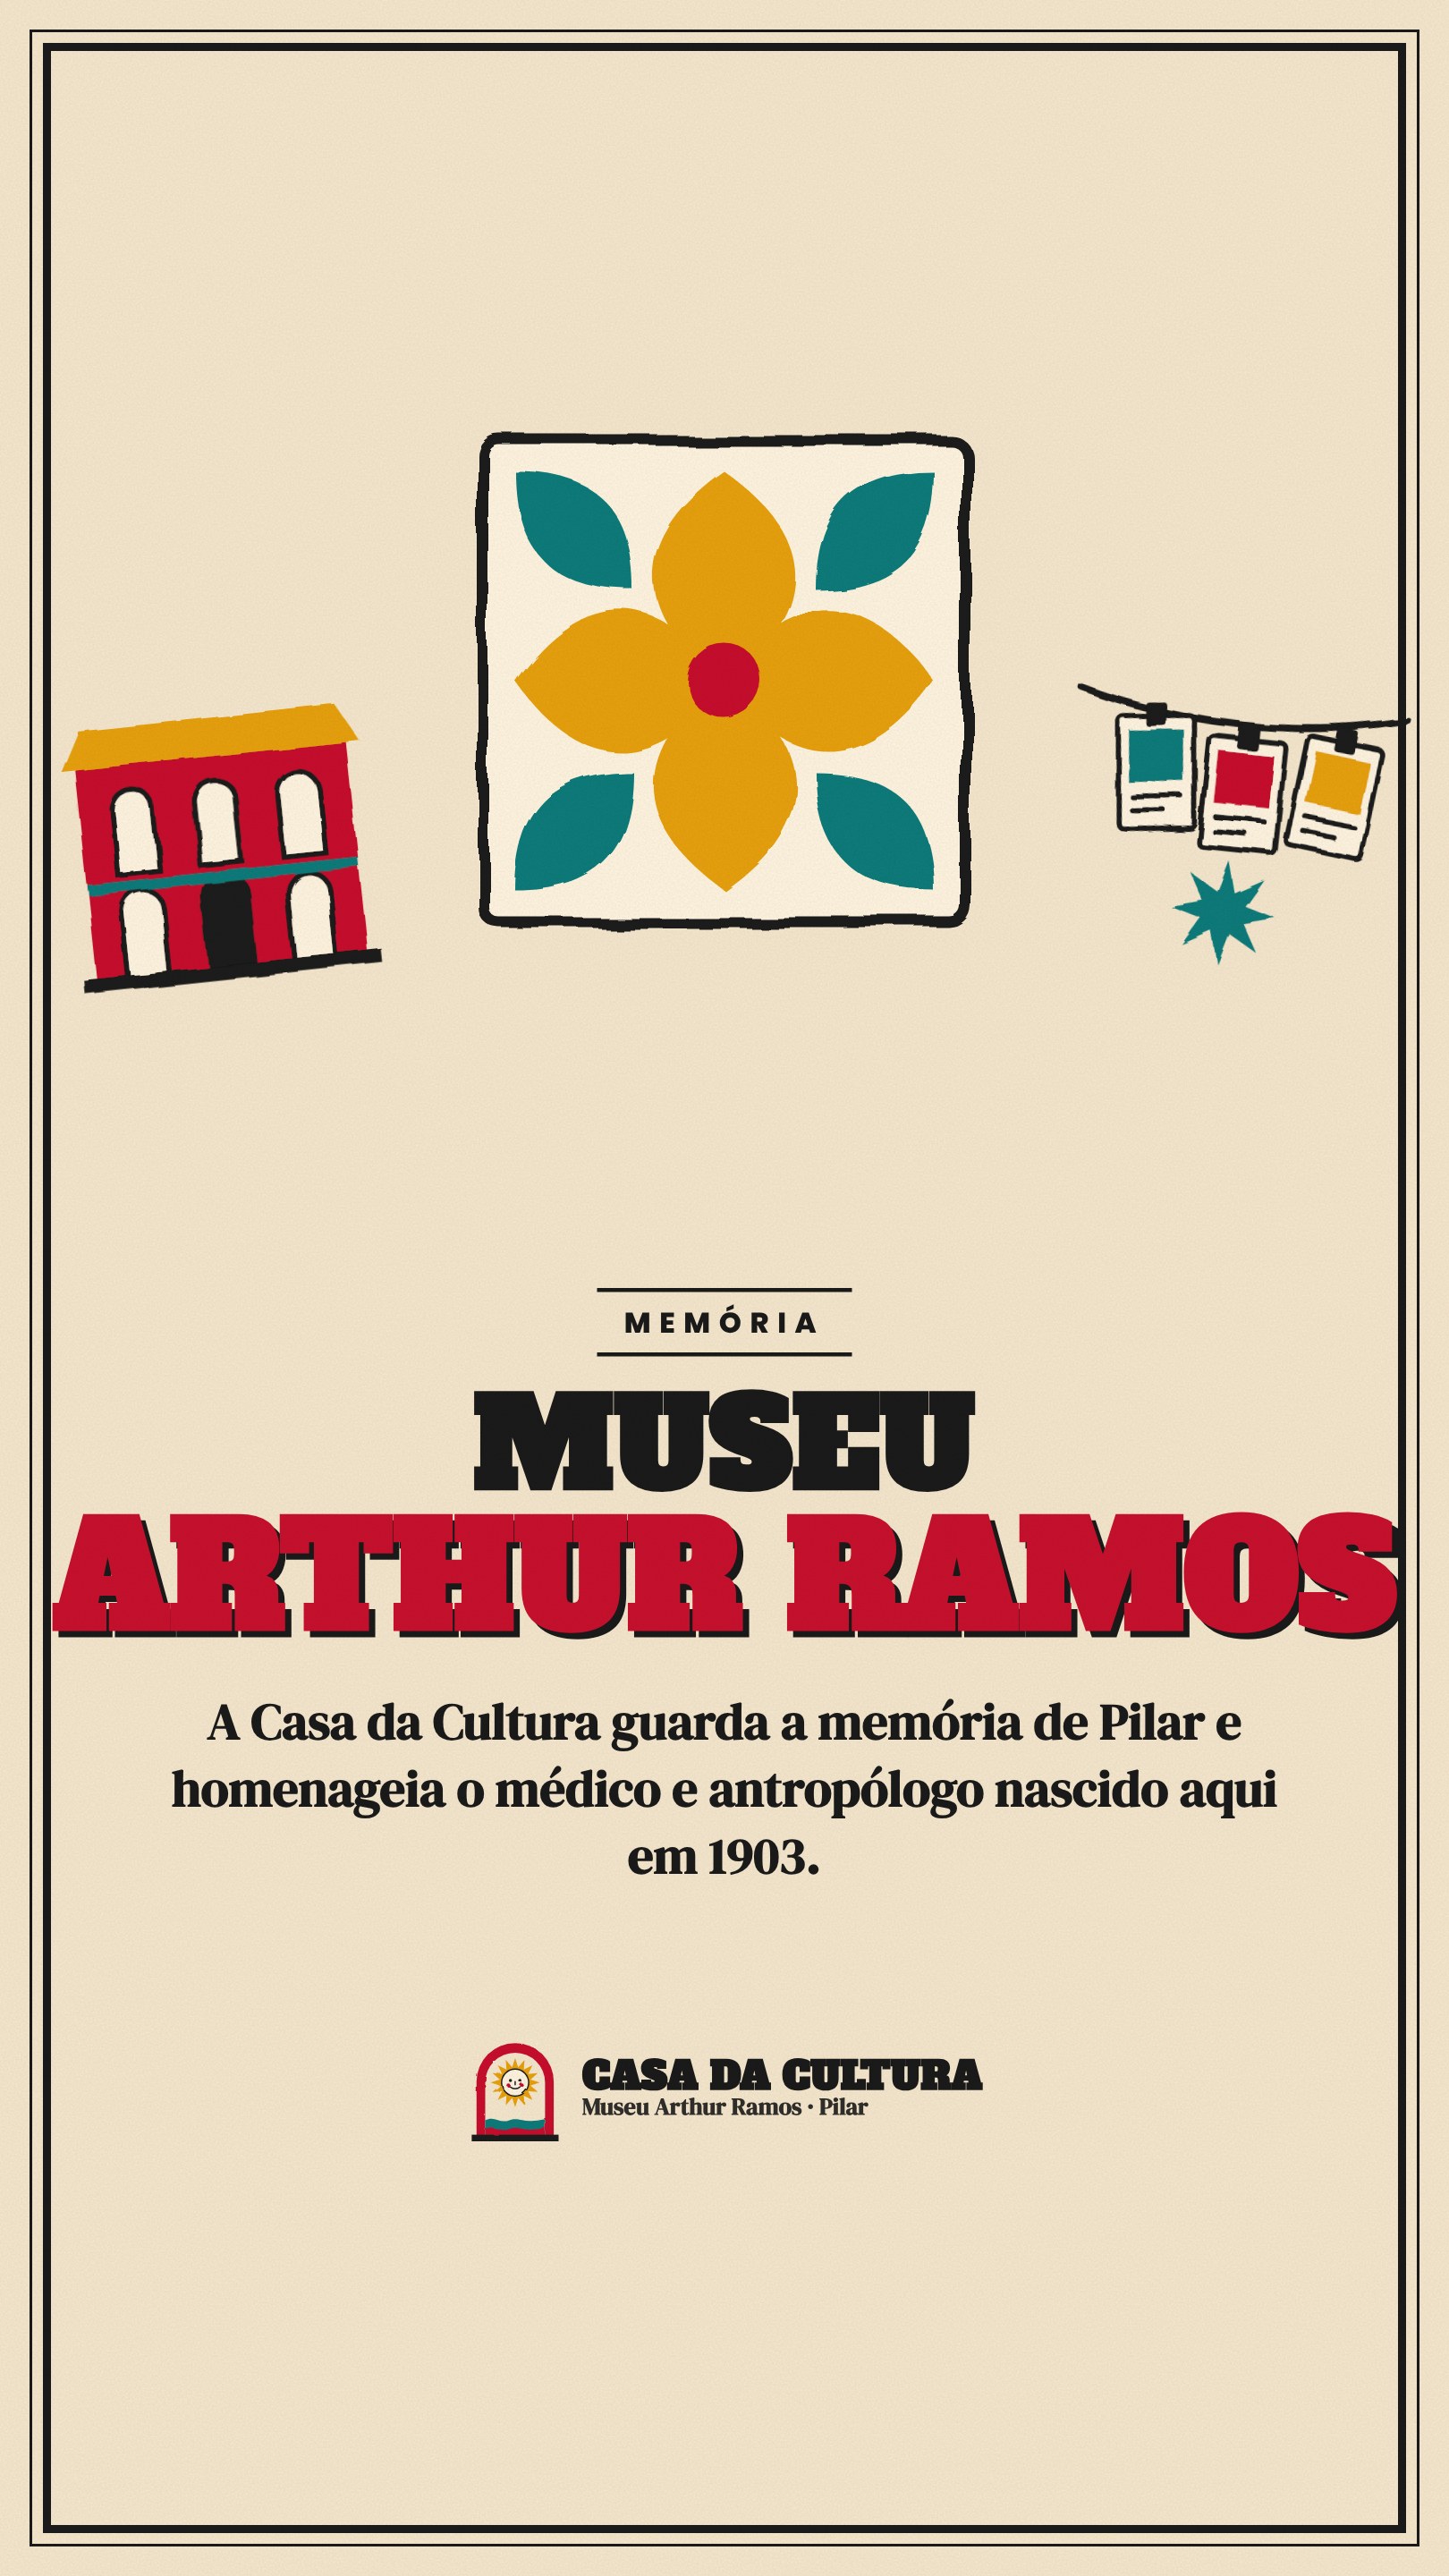 MEMÓRIA
MUSEU
ARTHUR RAMOS
A Casa da Cultura guarda a memória de Pilar e
homenageia o médico e antropólogo nascido aqui
em 1903.
CASA DA CULTURA
Museu Arthur Ramos • Pilar